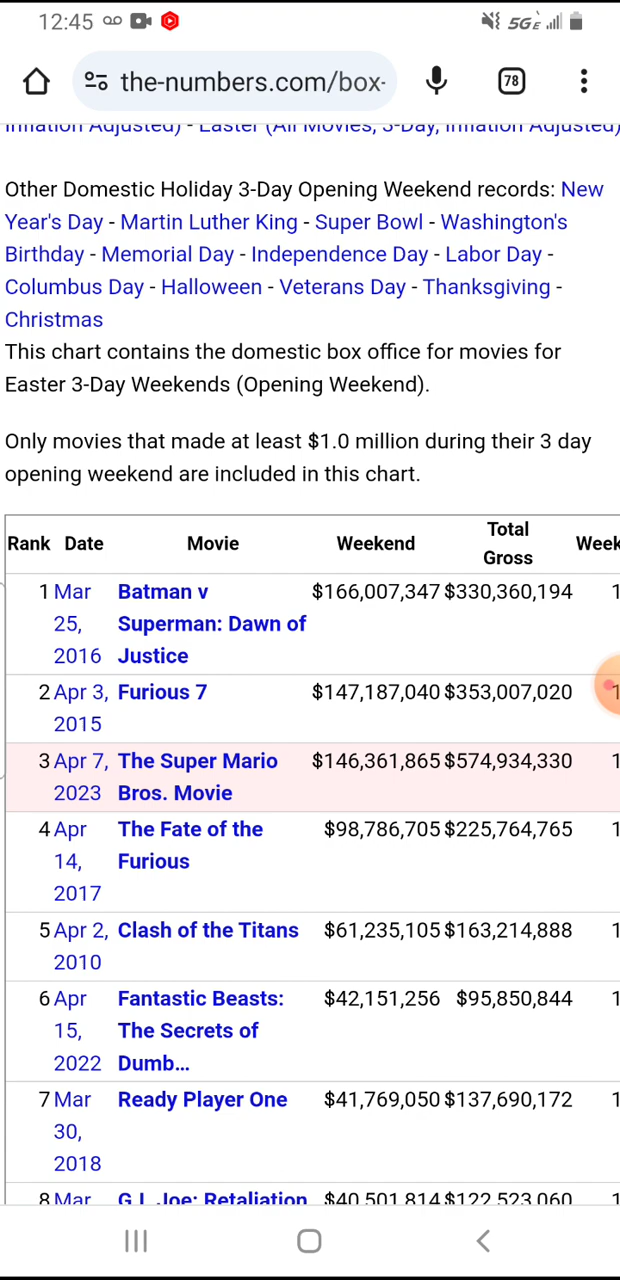 12:45 5GE
the-numbers.com/box- 78
Inflation Adjusted) - Easter (All Movies, 3-Day, Inflation Adjusted)
Other Domestic Holiday 3-Day Opening Weekend records: New
Year's Day - Martin Luther King - Super Bowl - Washington's
Birthday - Memorial Day - Independence Day - Labor Day -
Columbus Day - Halloween - Veterans Day - Thanksgiving -
Christmas
This chart contains the domestic box office for movies for
Easter 3-Day Weekends (Opening Weekend).
Only movies that made at least $1.0 million during their 3 day
opening weekend are included in this chart.
Rank Date Movie Weekend Total Gross Week
1 Mar Batman v $166,007,347 $330,360,194 1
25, Superman: Dawn of
2016 Justice
2 Apr 3, Furious 7 $147,187,040 $353,007,020 1
2015
3 Apr 7, The Super Mario $146,361,865 $574,934,330 1
2023 Bros. Movie
4 Apr The Fate of the $98,786,705 $225,764,765 1
14, Furious
2017
5 Apr 2, Clash of the Titans $61,235,105 $163,214,888 1
2010
6 Apr Fantastic Beasts: $42,151,256 $95,850,844 1
15, The Secrets of
2022 Dumb...
7 Mar Ready Player One $41,769,050 $137,690,172 1
30,
2018
8 Mar G.I. Joe: Retaliation $40,501,814 $122,523,060 1